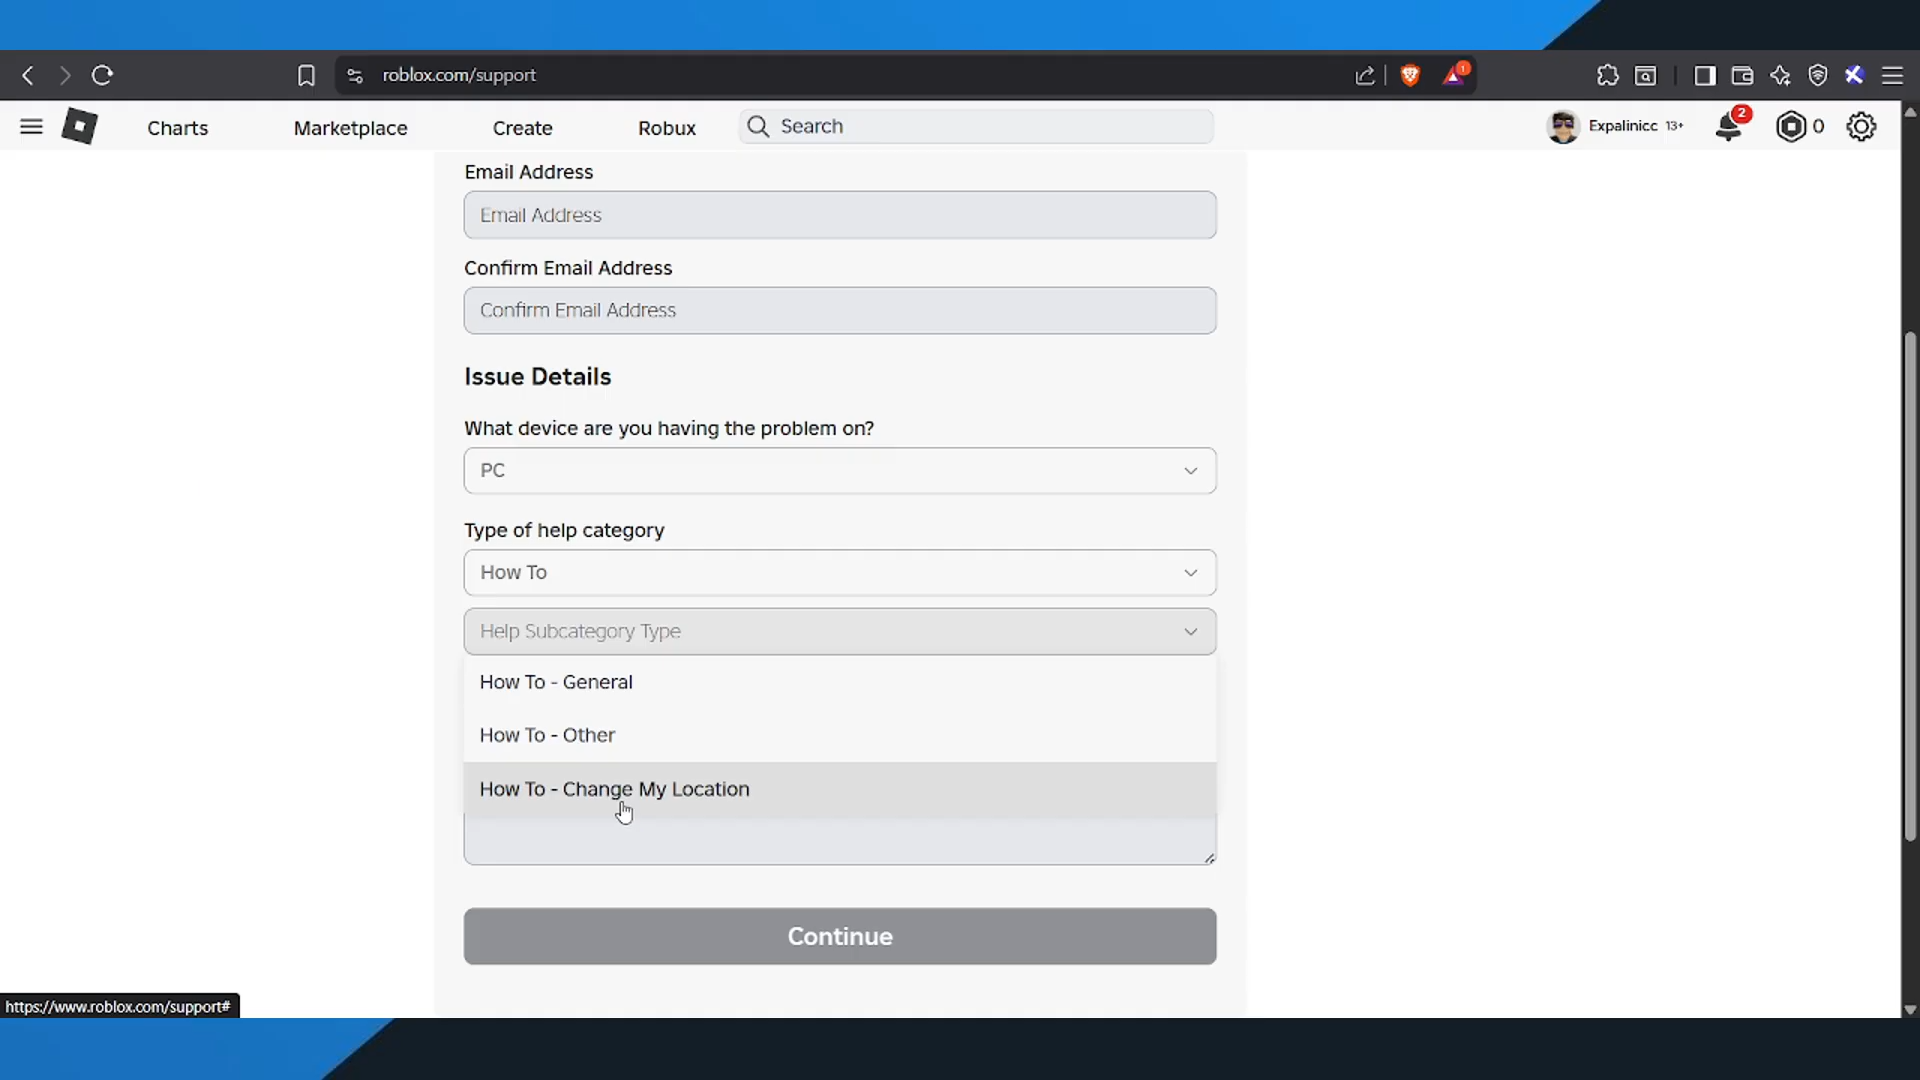 roblox.com/support
1
Charts
Marketplace
Create
Robux
Search
Expalinicc 13+
2
0
Email Address
Email Address
Confirm Email Address
Confirm Email Address
Issue Details
What device are you having the problem on?
PC
Type of help category
How To
Help Subcategory Type
How To - General
How To - Other
How To - Change My Location
Continue
https://www.roblox.com/support#